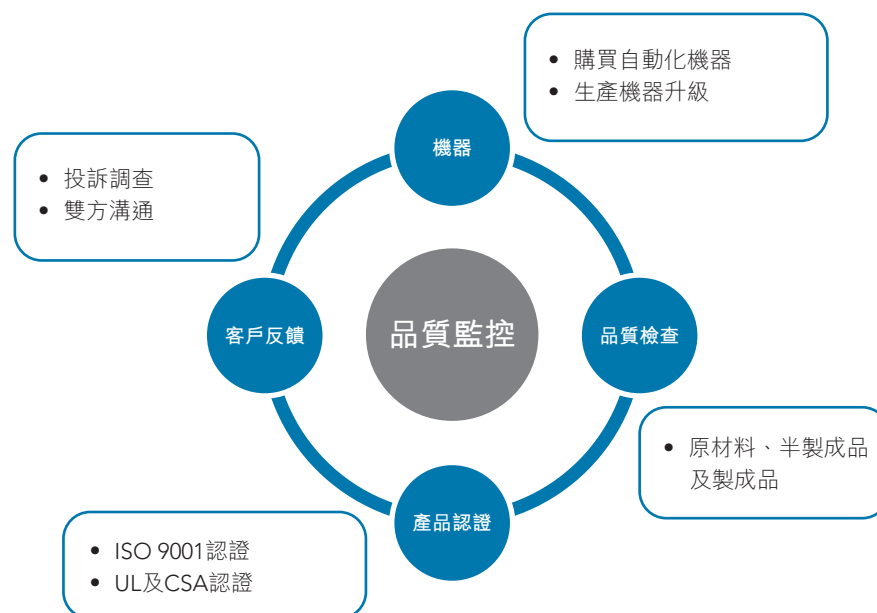 • 購買自動化機器
• 生產機器升級
機器
• 投訴調查
• 雙方溝通
客戶反饋
品質監控
品質檢查
• 原材料、半製成品
及製成品
產品認證
• ISO 9001認證
• UL及CSA認證